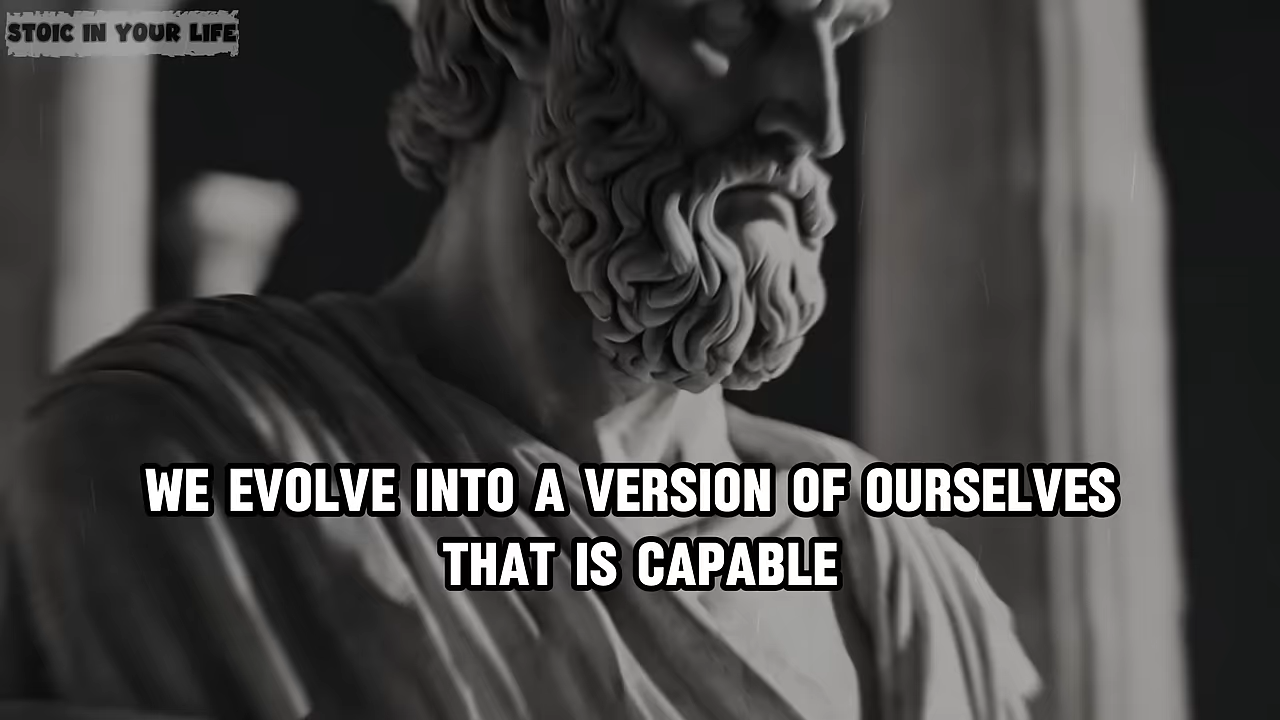 STOIC IN YOUR LIFE
WE EVOLVE INTO A VERSION OF OURSELVES
THAT IS CAPABLE